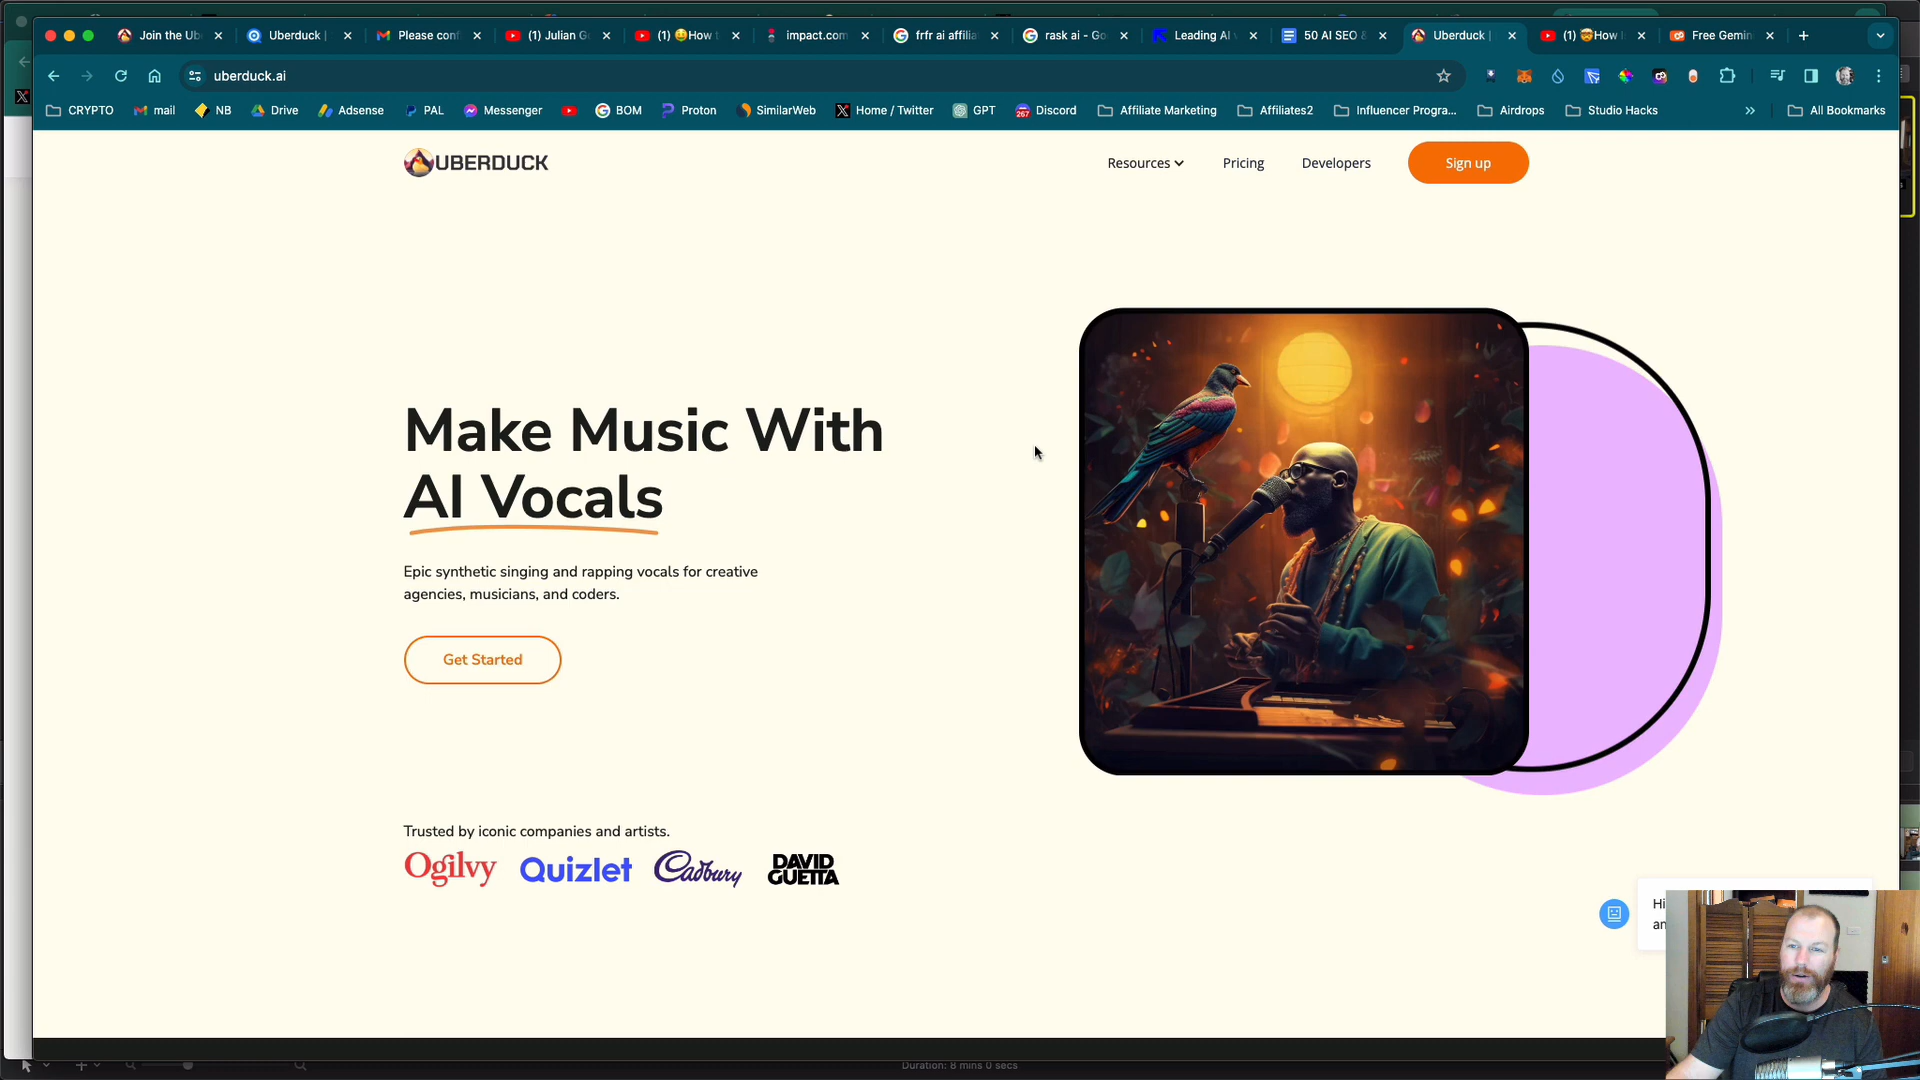 Join the Ub
Uberduck |
Please conf
(1) Julian G
(1) 🤑How t
impact.com
frfr ai affilia
rask ai - Go
Leading AI v
50 AI SEO &
Uberduck |
(1) 🤯How
Free Gemin
uberduck.ai
CRYPTO
mail
NB
Drive
Adsense
PAL
Messenger
BOM
Proton
SimilarWeb
Home / Twitter
GPT
267
Discord
Affiliate Marketing
Affiliates2
Influencer Progra...
Airdrops
Studio Hacks
All Bookmarks
UBERDUCK
Resources
Pricing
Developers
Sign up
Make Music With
AI Vocals
Epic synthetic singing and rapping vocals for creative
agencies, musicians, and coders.
Get Started
Trusted by iconic companies and artists.
Ogilvy
Quizlet
Cadbury
DAVID
GUETTA
Hi
an
Duration: 8 mins 0 secs